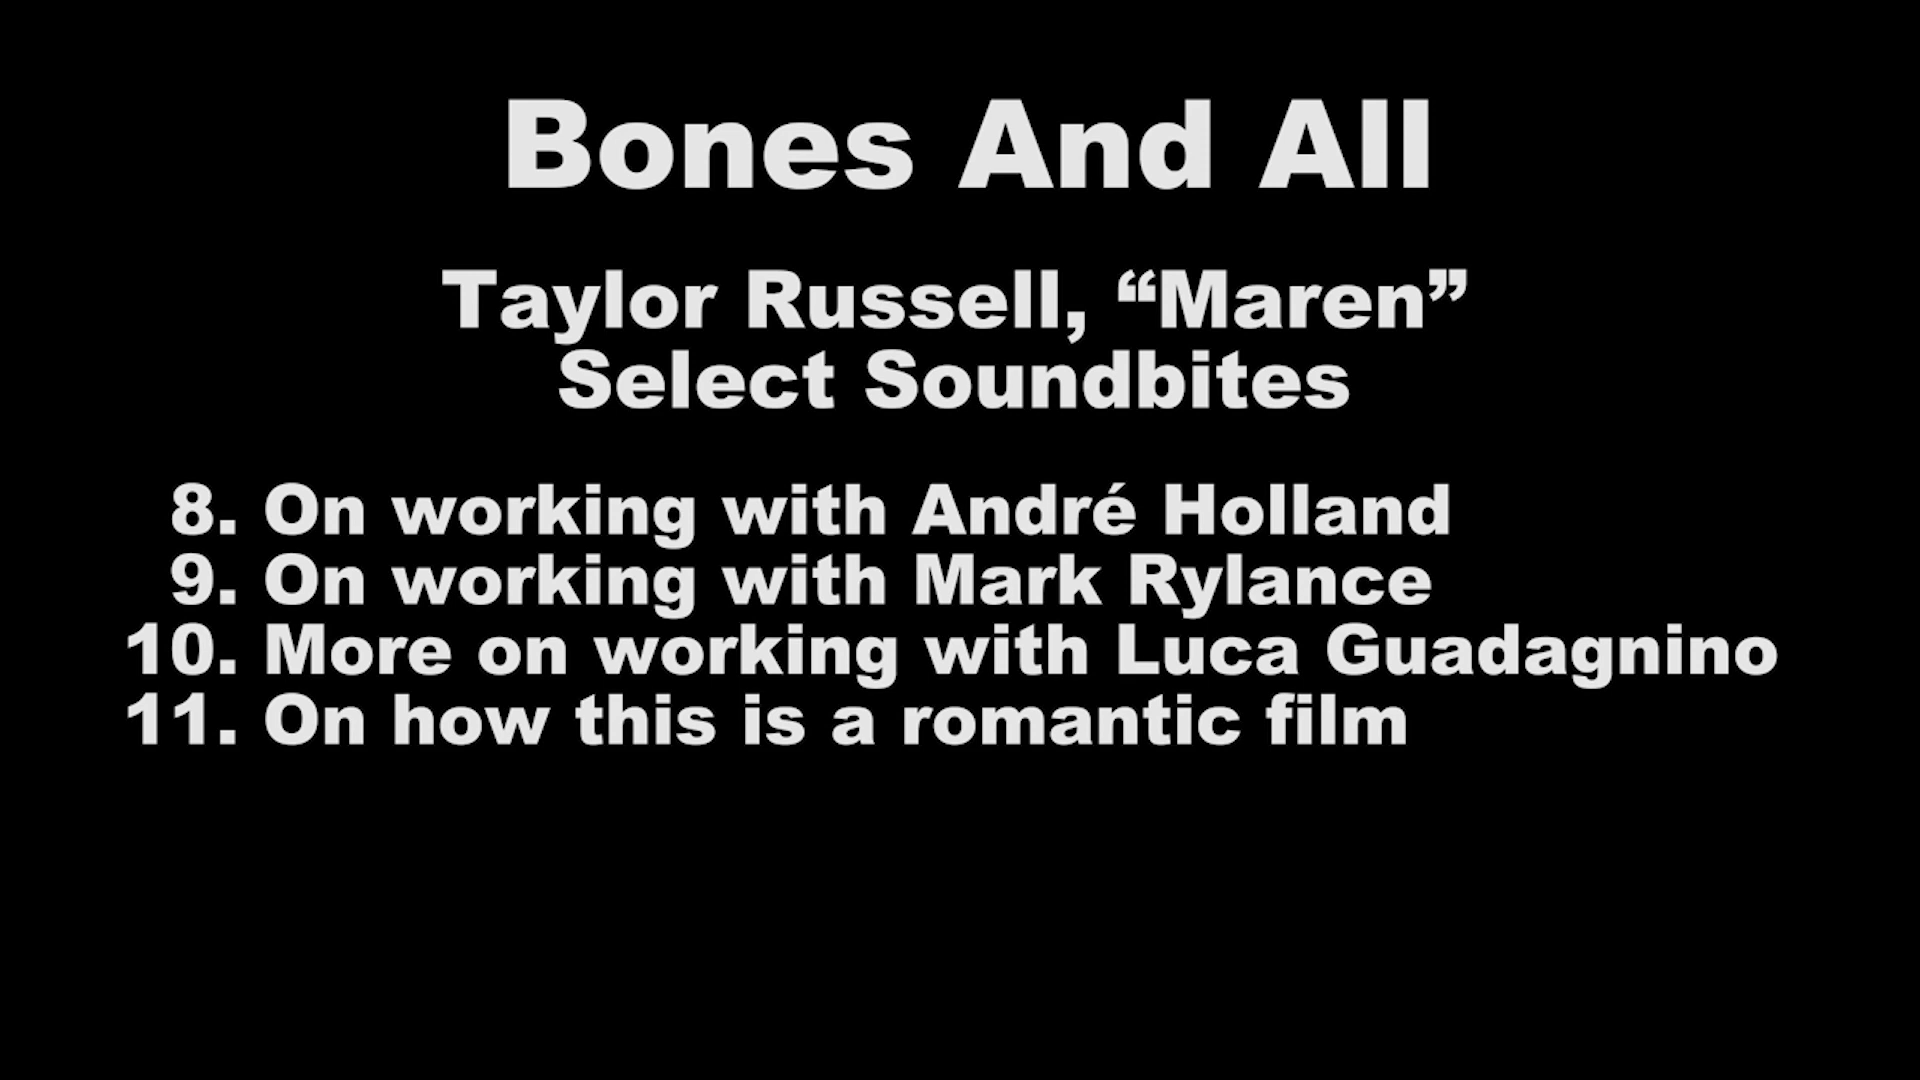 Bones And All
Taylor Russell, “Maren”
Select Soundbites
8. On working with André Holland
9. On working with Mark Rylance
10. More on working with Luca Guadagnino
11. On how this is a romantic film